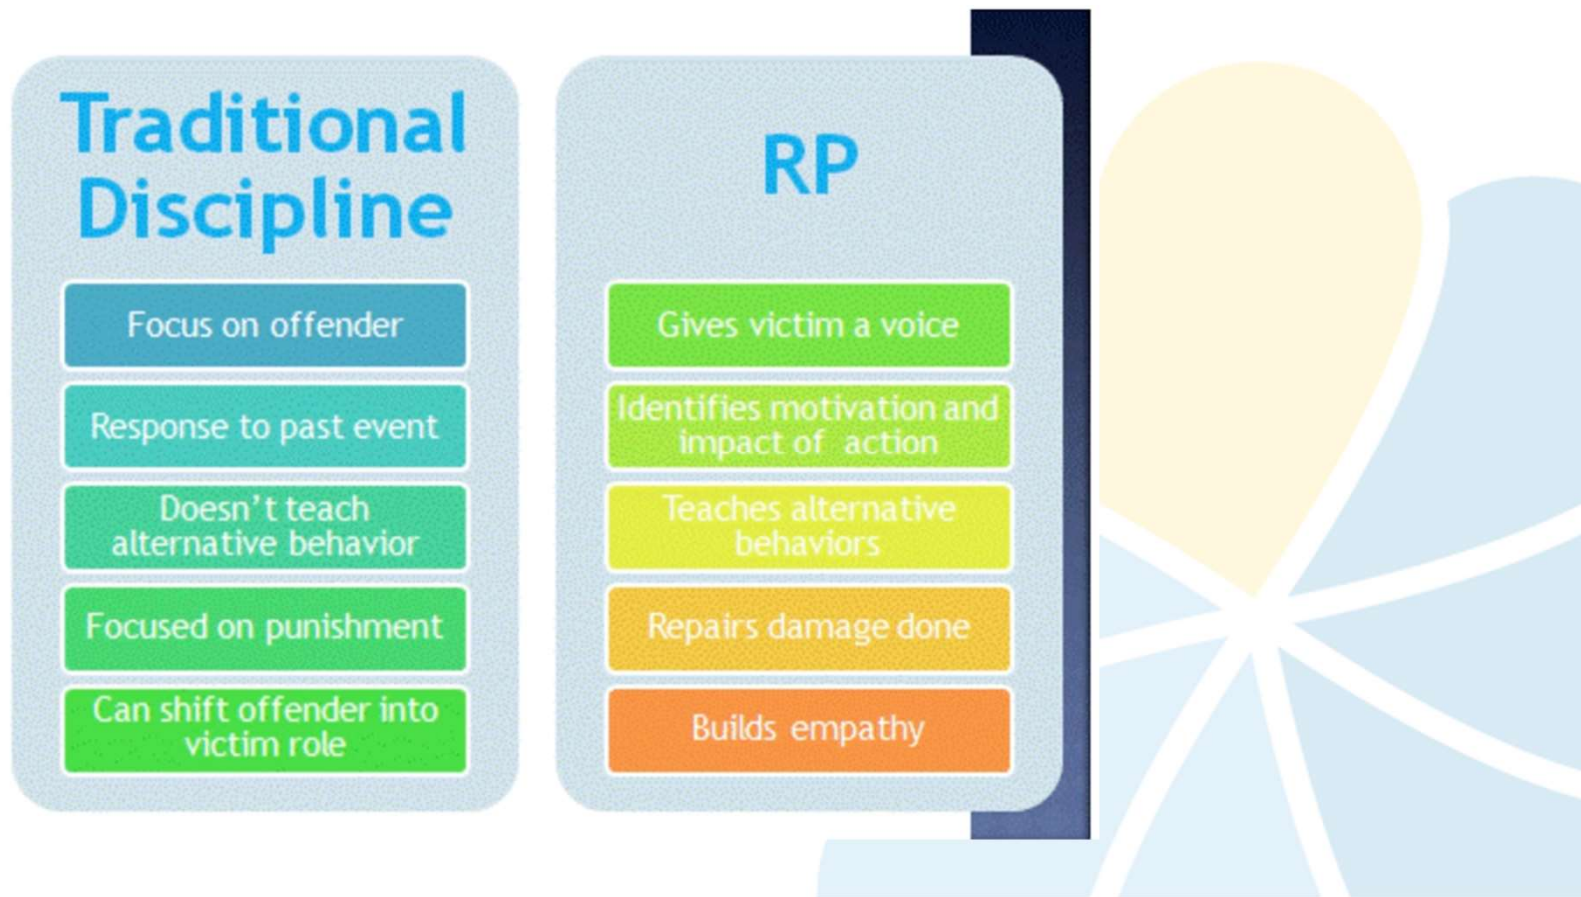 Traditional
Discipline
Focus on offender
Response to past event
Doesn’t teach
alternative behavior
Focused on punishment
Can shift offender into
victim role
RP
Gives victim a voice
Identifies motivation and
impact of  action
Teaches alternative
behaviors
Repairs damage done
Builds empathy